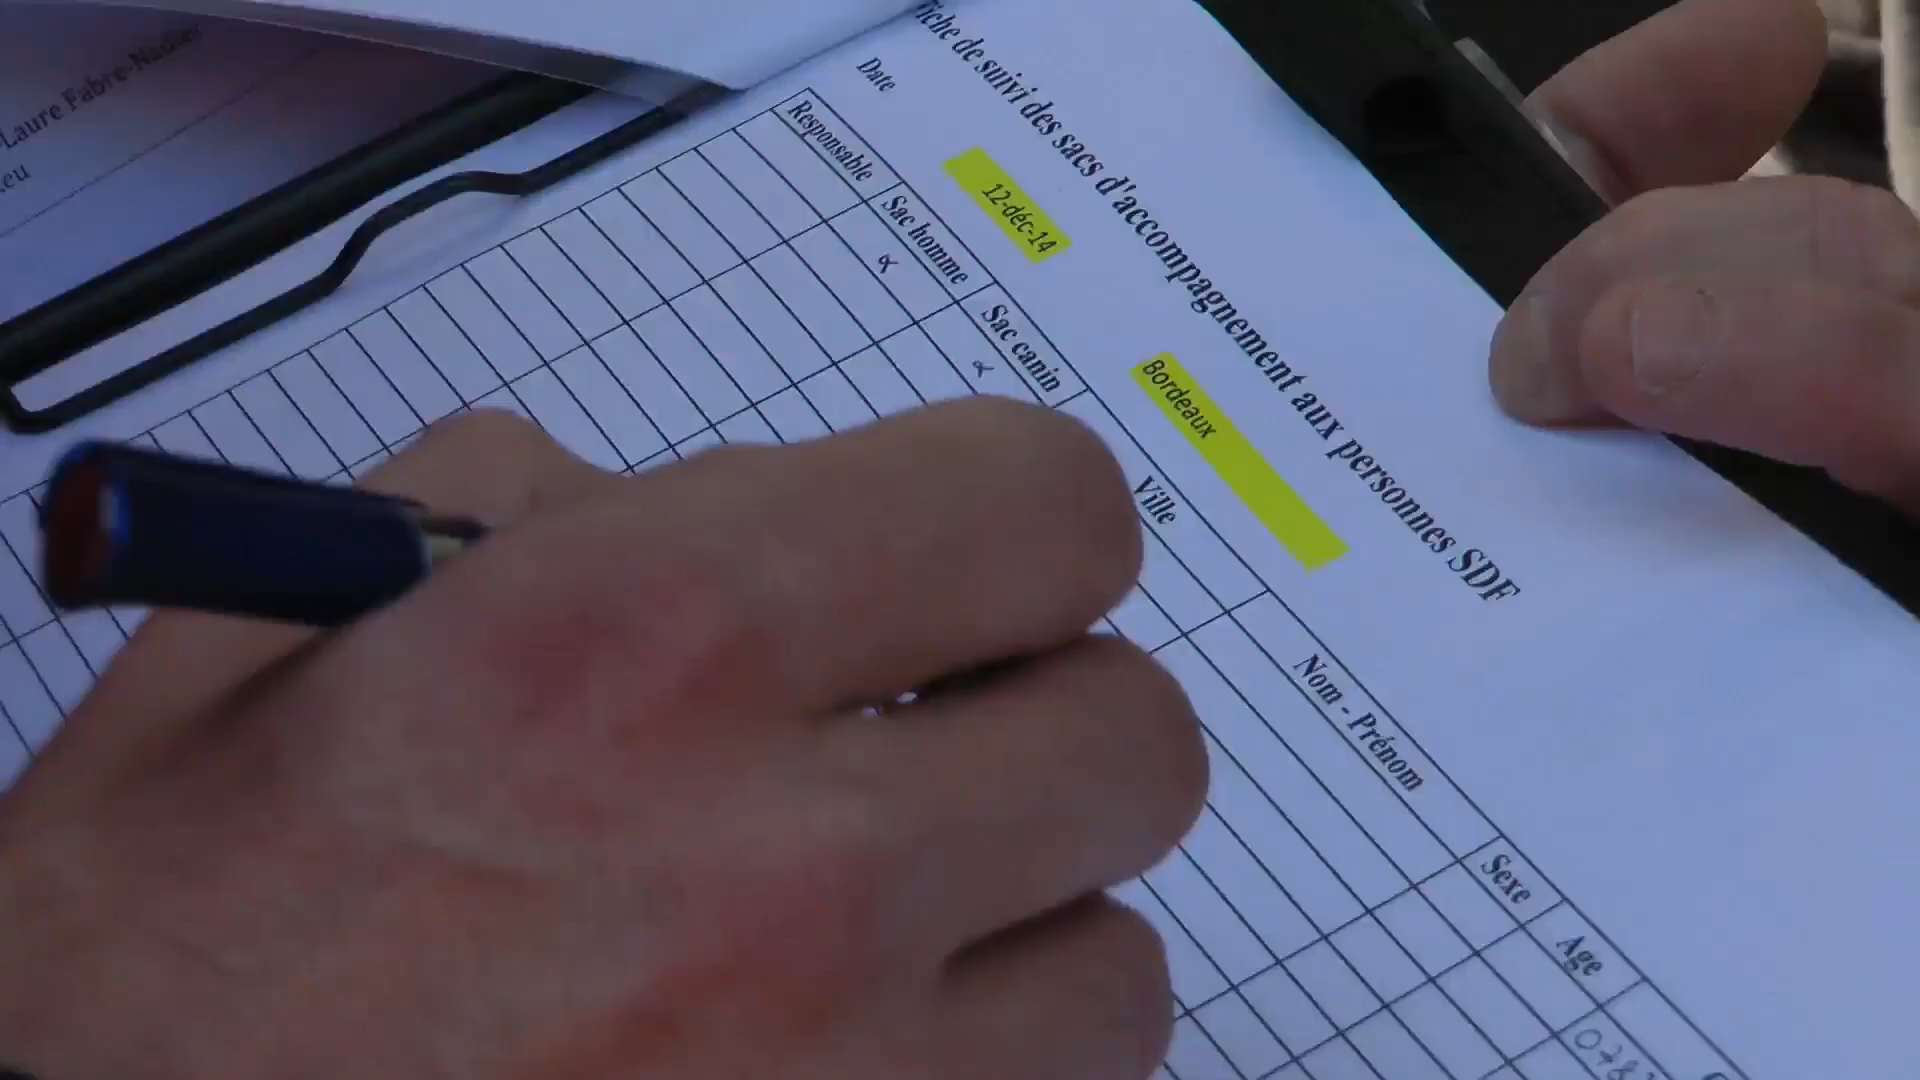 Fiche de suivi des sacs d'accompagnement aux personnes SDF
Date 12-déc-14 Bordeaux
Responsable Sac homme Sac canin Ville Nom - Prénom Sexe Age
Laure Fabre-Nadler